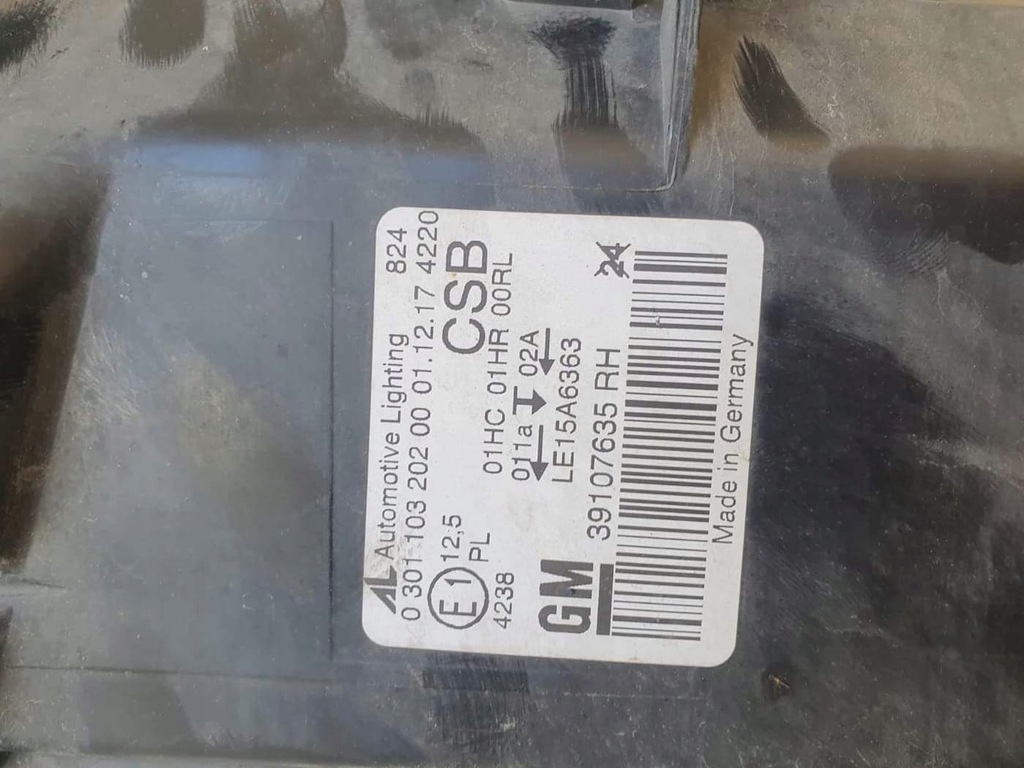 AL Automotive Lighting 824
0 301 103 202 00 01.12.17 4220
E1 12,5 CSB
PL 01HC 01HR 00RL
4238 011a 02A
LE15A6363
GM 39107635 RH
24
Made in Germany